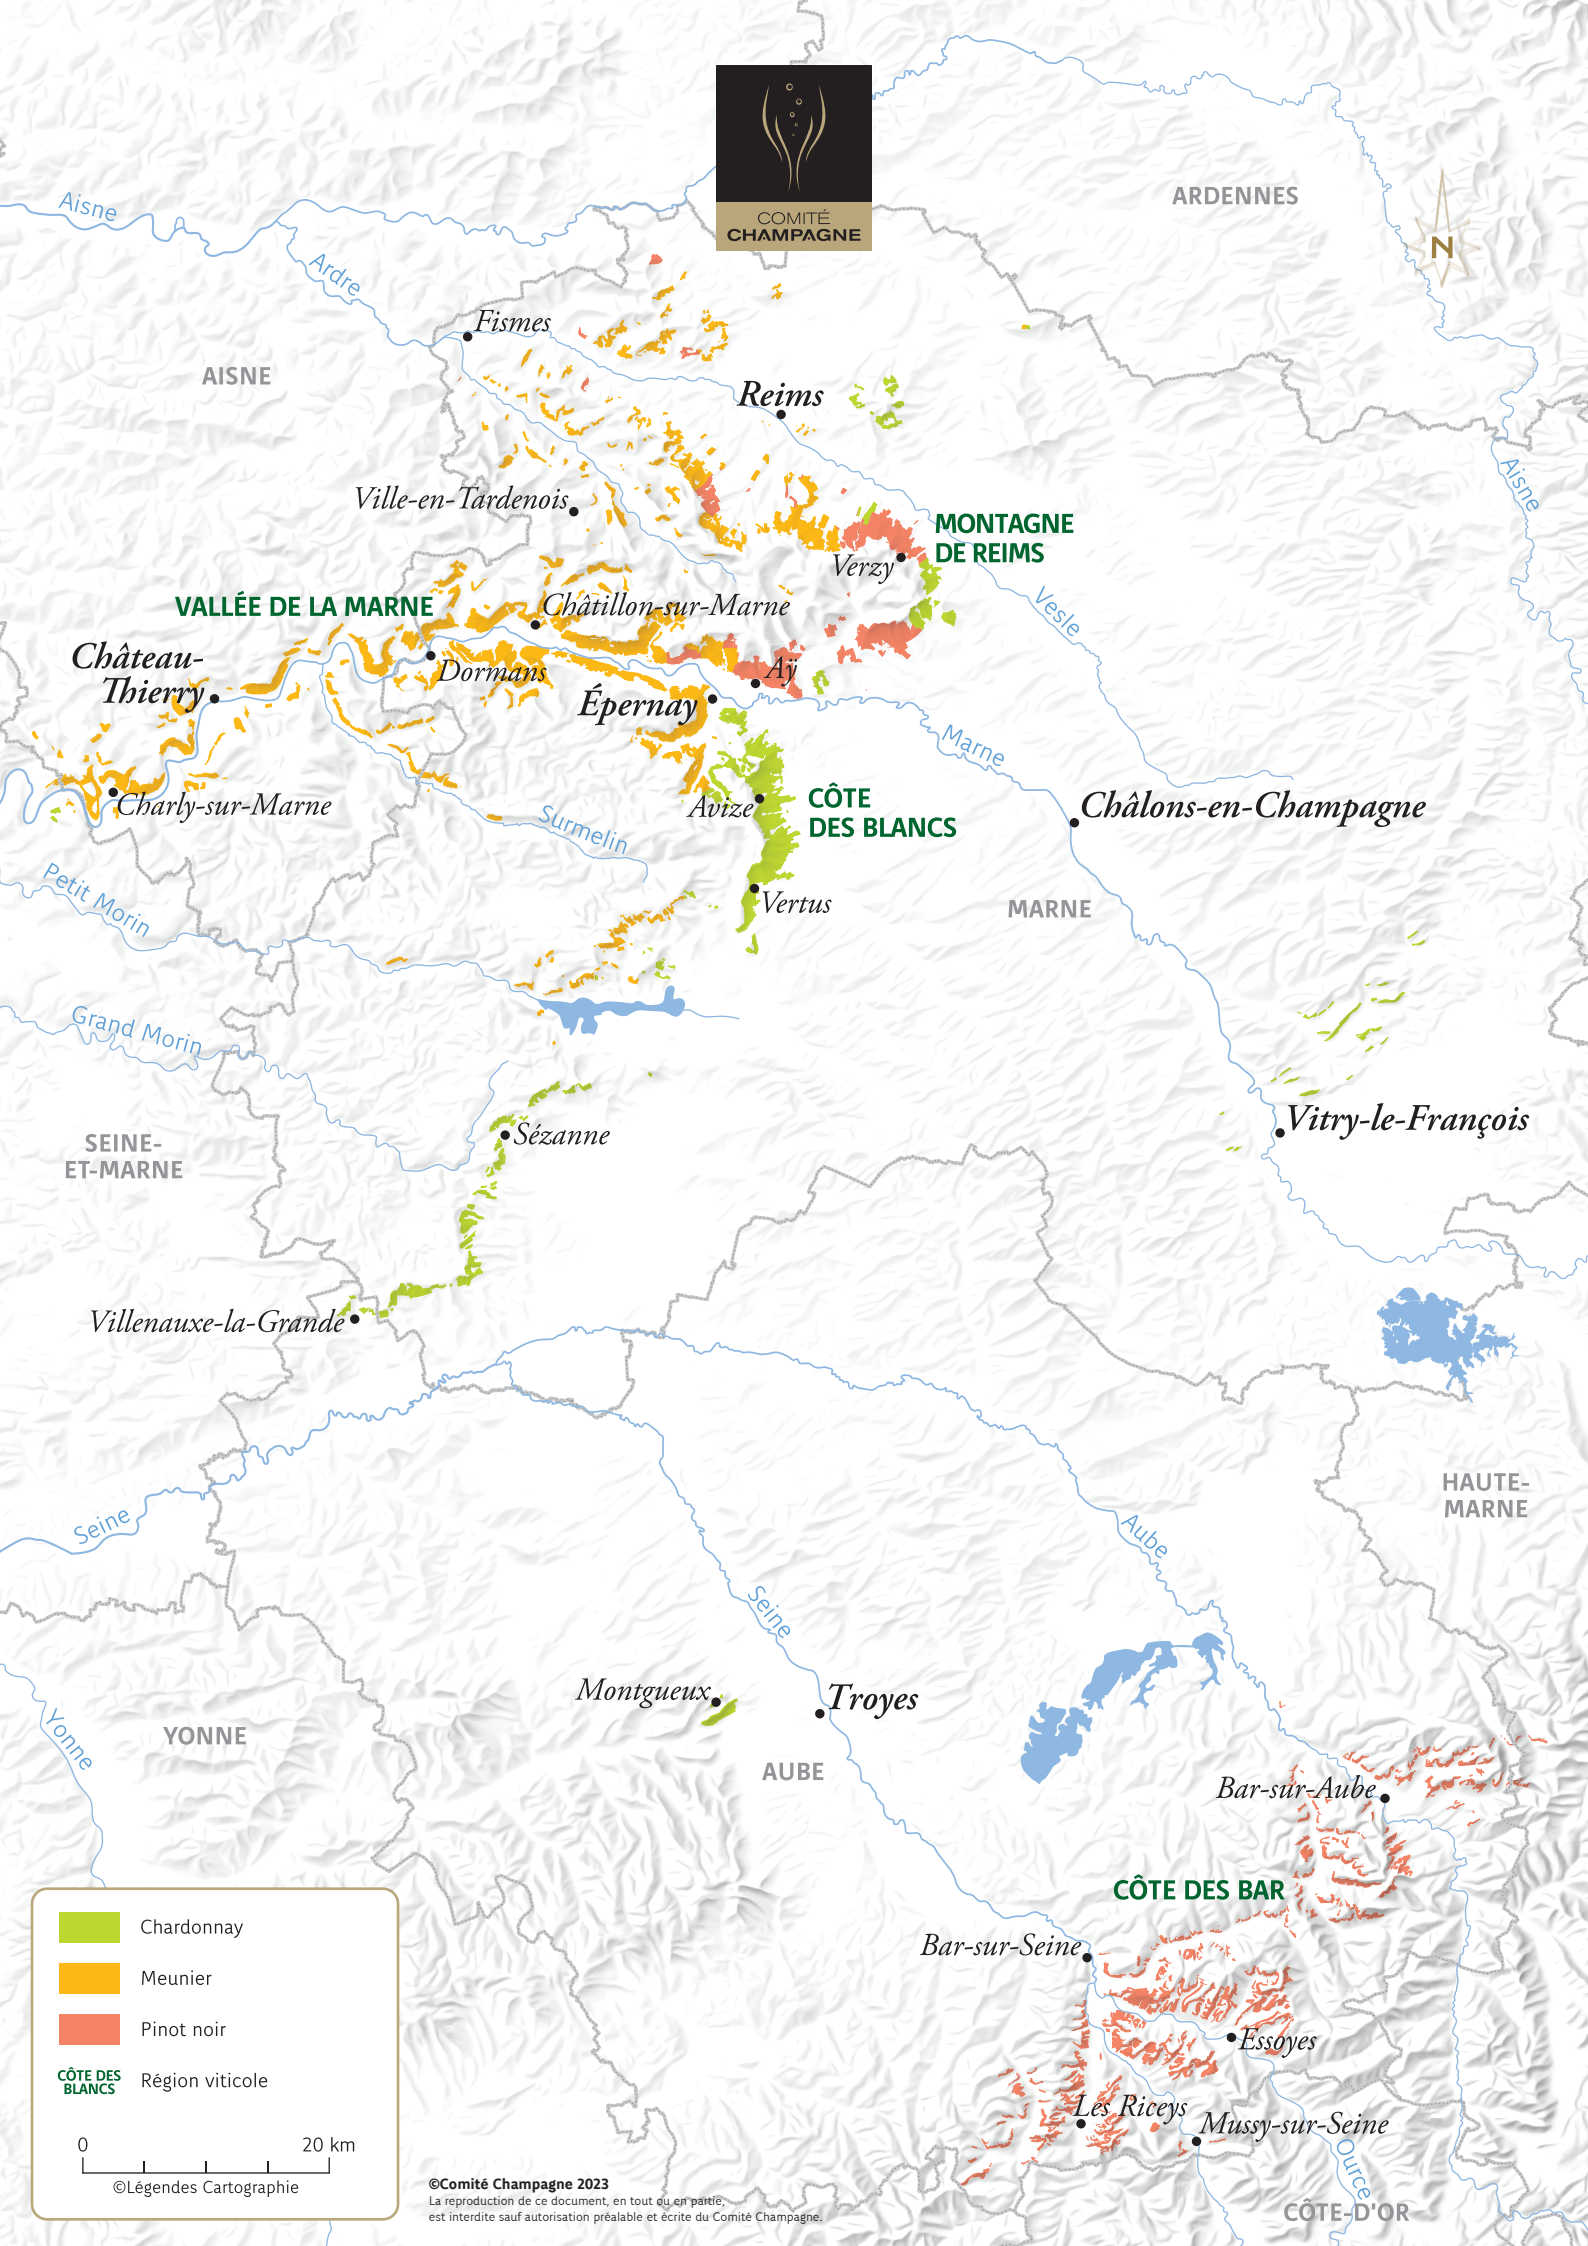 COMITÉ
CHAMPAGNE
ARDENNES
N
Aisne
Ardre
Fismes
AISNE
Reims
Aisne
Ville-en-Tardenois
MONTAGNE
DE REIMS
Verzy
Vesle
VALLÉE DE LA MARNE
Châtillon-sur-Marne
Château-
Thierry
Dormans
Aÿ
Épernay
Marne
Charly-sur-Marne
Surmelin
Avize
CÔTE
DES BLANCS
Châlons-en-Champagne
Petit Morin
Vertus
MARNE
Grand Morin
Vitry-le-François
SEINE-
ET-MARNE
Sézanne
Villenauxe-la-Grande
HAUTE-
MARNE
Seine
Aube
Seine
Montgueux
Troyes
Yonne
YONNE
AUBE
Bar-sur-Aube
CÔTE DES BAR
Bar-sur-Seine
Essoyes
Les Riceys
Mussy-sur-Seine
Ource
CÔTE-D'OR
Chardonnay
Meunier
Pinot noir
CÔTE DES
BLANCS
Région viticole
0 20 km
©Légendes Cartographie
©Comité Champagne 2023
La reproduction de ce document, en tout ou en partie,
est interdite sauf autorisation préalable et écrite du Comité Champagne.